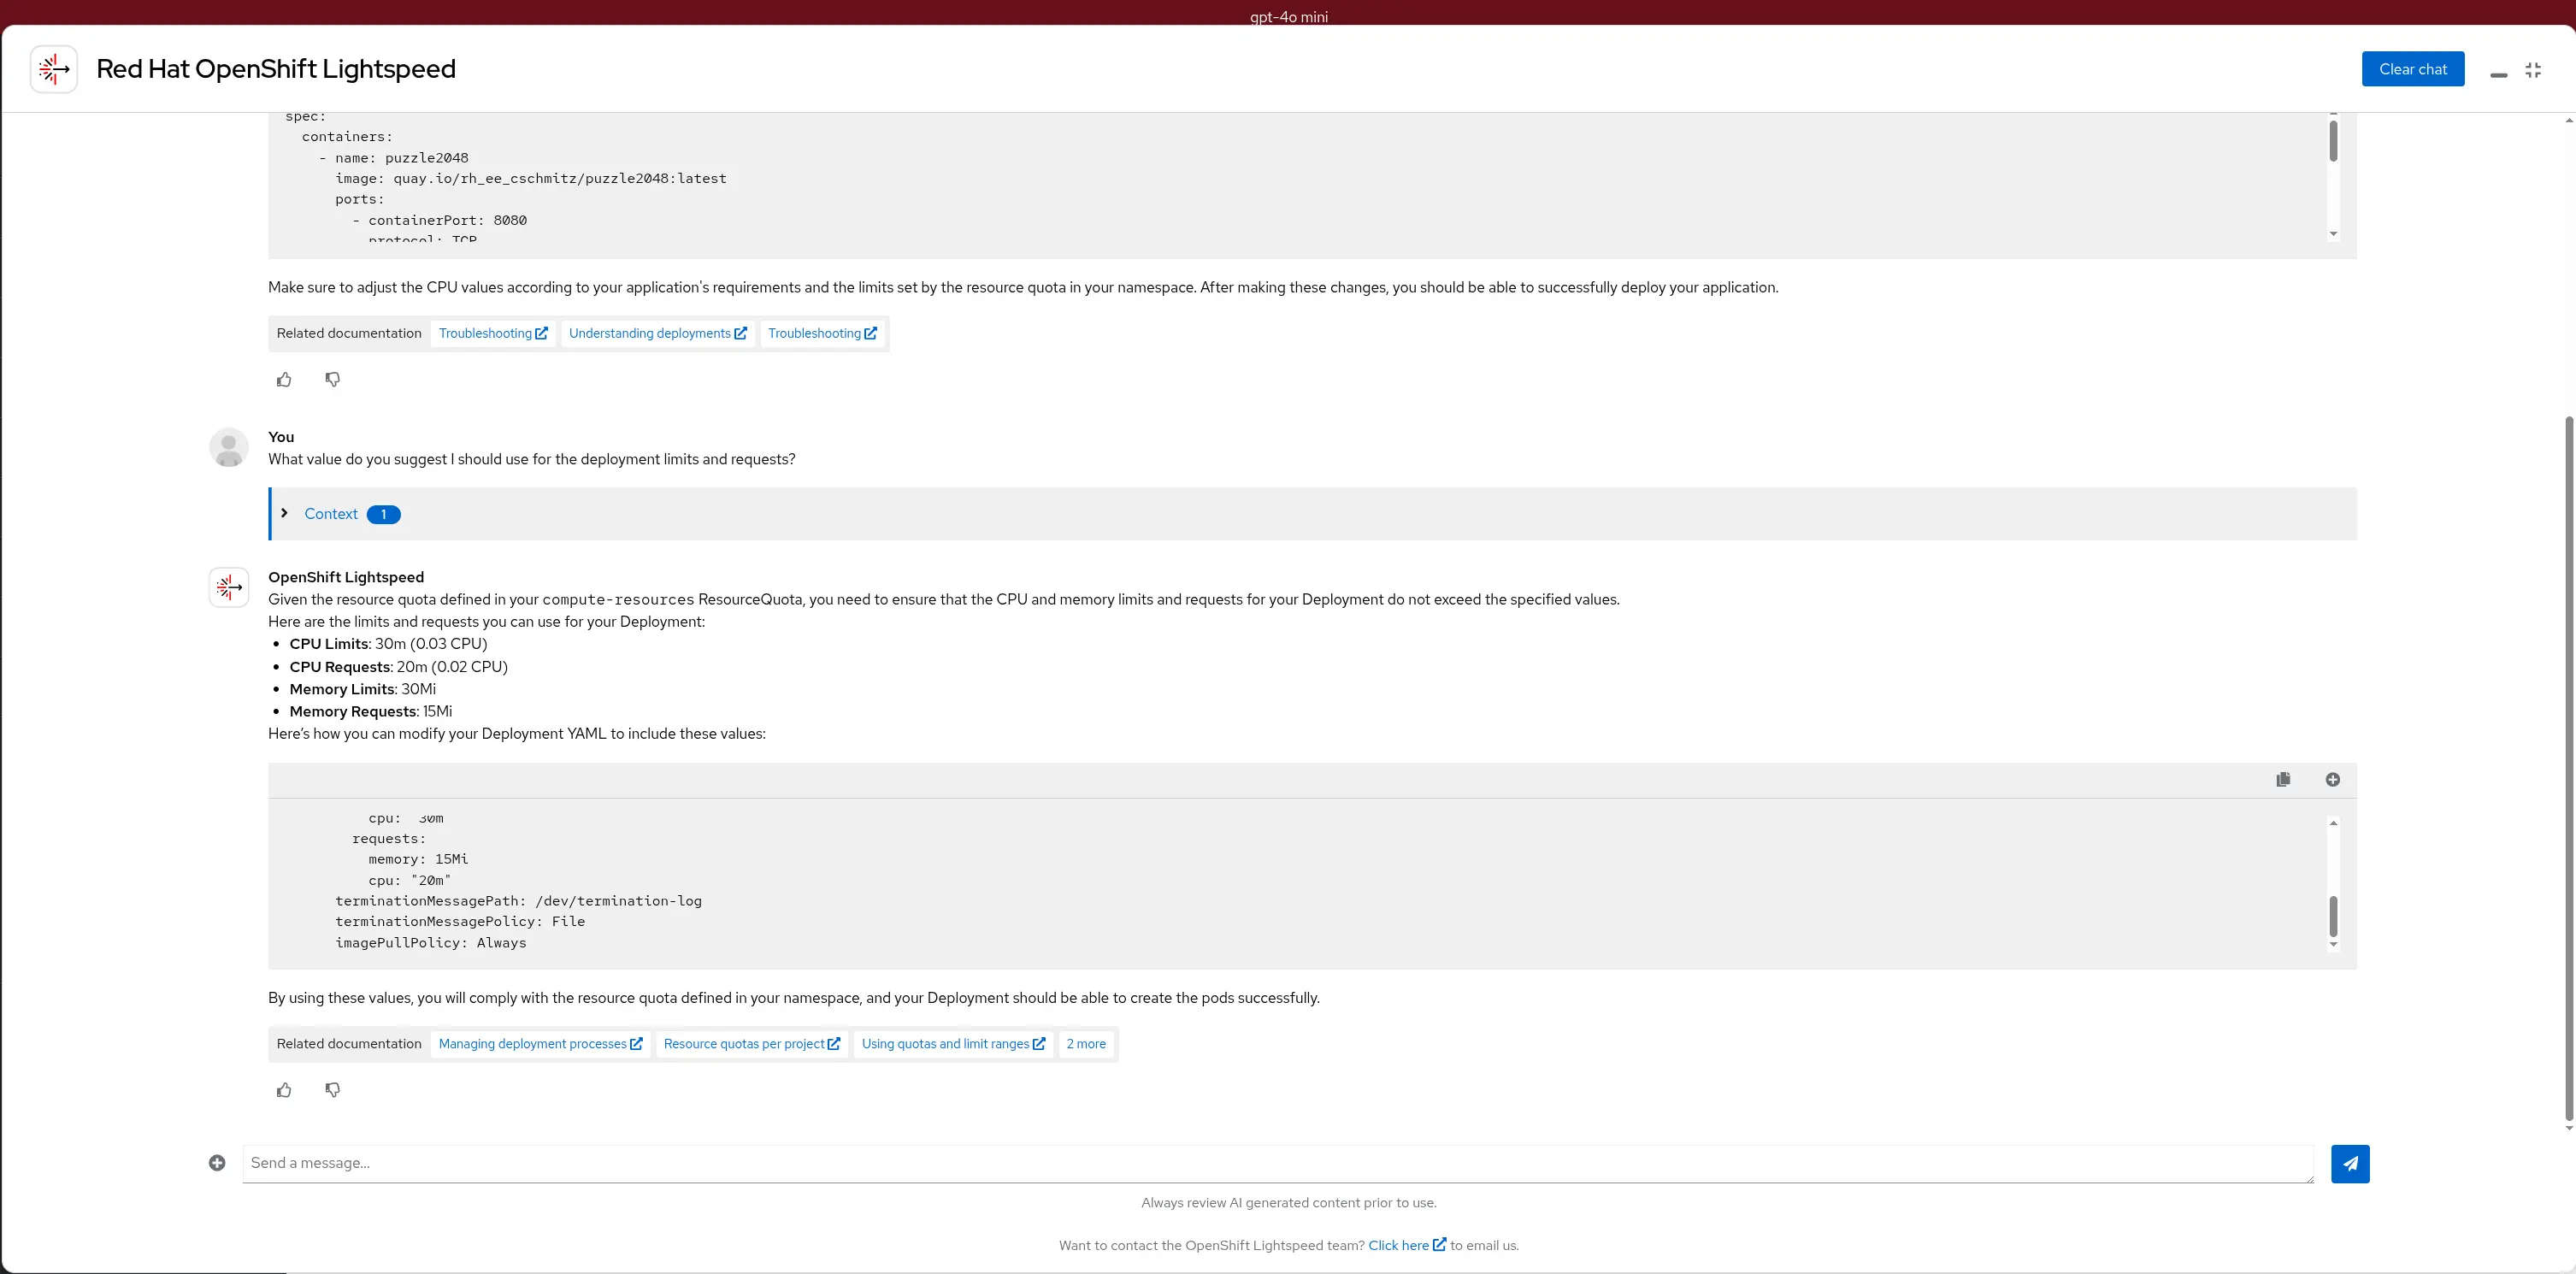 gpt-4o mini
Red Hat OpenShift Lightspeed
Clear chat
spec:
containers:
- name: puzzle2048
image: quay.io/rh_ee_cschmitz/puzzle2048:latest
ports:
- containerPort: 8080
protocol: TCP
Make sure to adjust the CPU values according to your application's requirements and the limits set by the resource quota in your namespace. After making these changes, you should be able to successfully deploy your application.
Related documentation Troubleshooting Understanding deployments Troubleshooting
You
What value do you suggest I should use for the deployment limits and requests?
Context 1
OpenShift Lightspeed
Given the resource quota defined in your compute-resources ResourceQuota, you need to ensure that the CPU and memory limits and requests for your Deployment do not exceed the specified values.
Here are the limits and requests you can use for your Deployment:
• CPU Limits: 30m (0.03 CPU)
• CPU Requests: 20m (0.02 CPU)
• Memory Limits: 30Mi
• Memory Requests: 15Mi
Here's how you can modify your Deployment YAML to include these values:
cpu: "30m"
requests:
memory: 15Mi
cpu: "20m"
terminationMessagePath: /dev/termination-log
terminationMessagePolicy: File
imagePullPolicy: Always
By using these values, you will comply with the resource quota defined in your namespace, and your Deployment should be able to create the pods successfully.
Related documentation Managing deployment processes Resource quotas per project Using quotas and limit ranges 2 more
Send a message...
Always review AI generated content prior to use.
Want to contact the OpenShift Lightspeed team? Click here to email us.